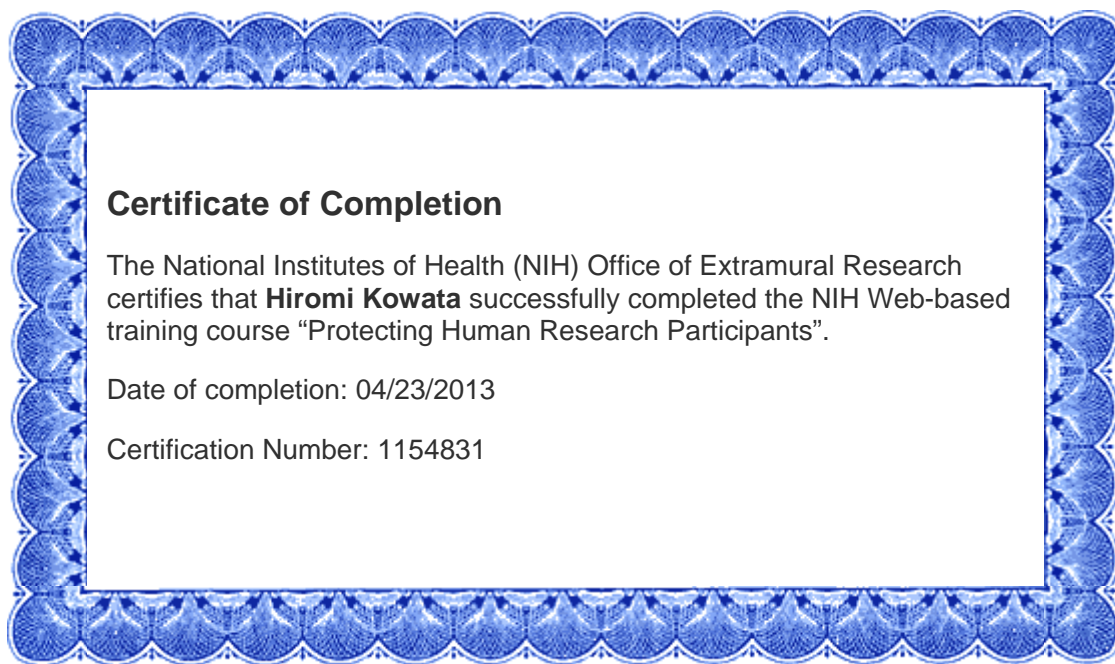 Certificate of Completion
The National Institutes of Health (NIH) Office of Extramural Research
certifies that Hiromi Kowata successfully completed the NIH Web-based
training course “Protecting Human Research Participants”.
Date of completion: 04/23/2013
Certification Number: 1154831